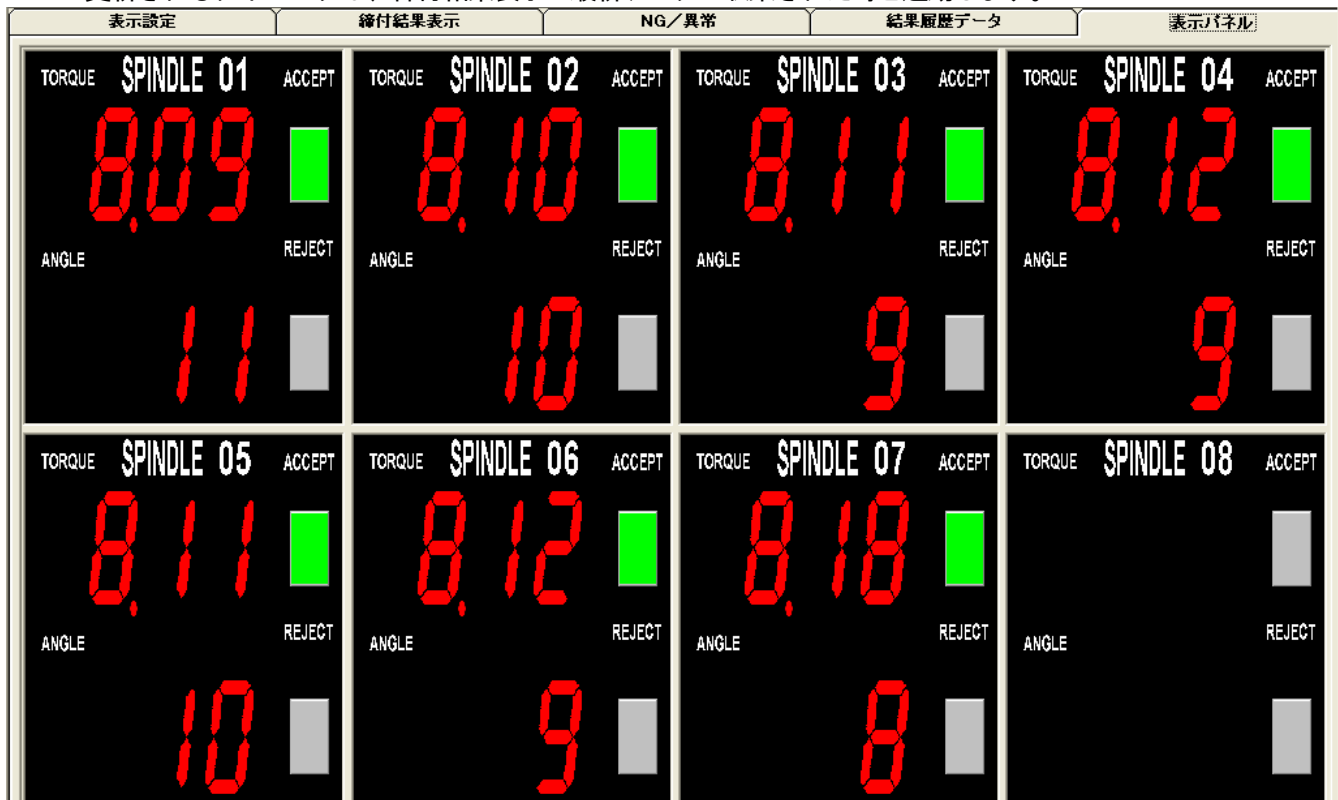 表示設定 締付結果表示 NG／異常 結果履歴データ 表示パネル
TORQUE SPINDLE 01 ACCEPT TORQUE SPINDLE 02 ACCEPT TORQUE SPINDLE 03 ACCEPT TORQUE SPINDLE 04 ACCEPT
8.09 8.10 8.11 8.12
ANGLE REJECT ANGLE REJECT ANGLE REJECT ANGLE REJECT
11 10 9 9
TORQUE SPINDLE 05 ACCEPT TORQUE SPINDLE 06 ACCEPT TORQUE SPINDLE 07 ACCEPT TORQUE SPINDLE 08 ACCEPT
8.11 8.12 8.18
ANGLE REJECT ANGLE REJECT ANGLE REJECT ANGLE REJECT
10 9 8